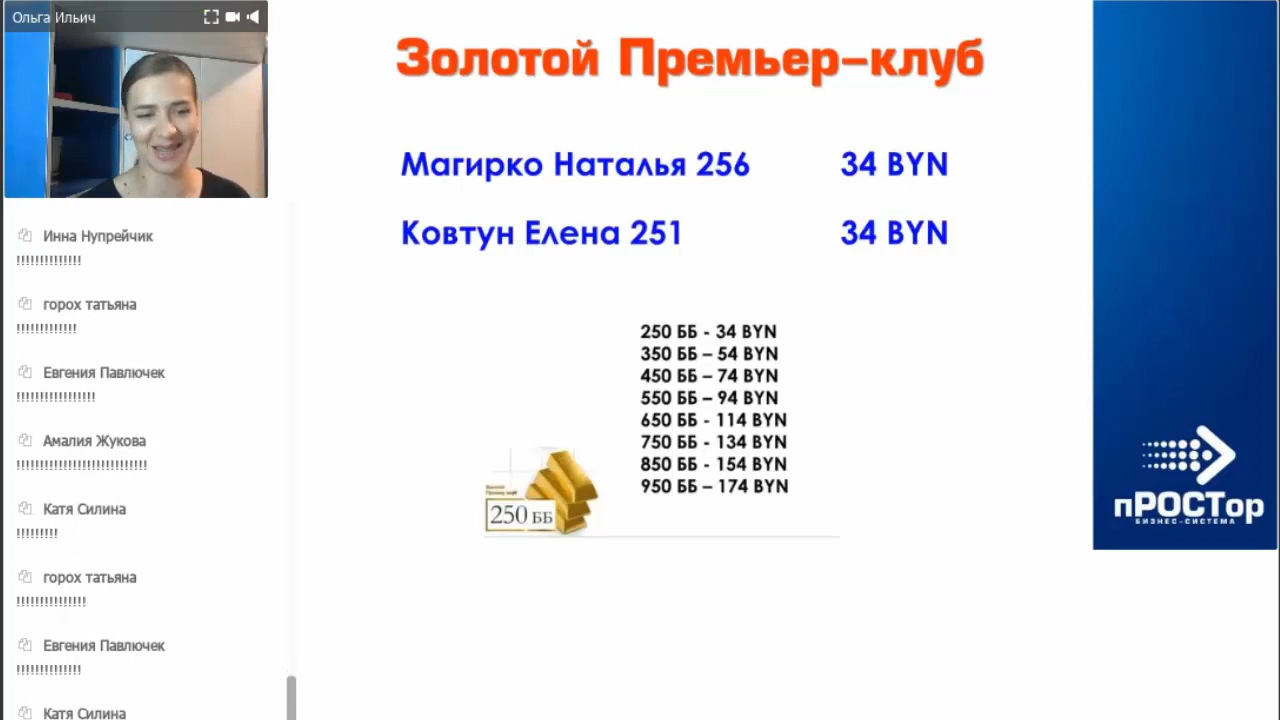 Ольга Ильич
Инна Нупрейчик
!!!!!!!!!!!!!!
горох татьяна
!!!!!!!!!!!!!
Евгения Павлючек
!!!!!!!!!!!!!!!!!
Амалия Жукова
!!!!!!!!!!!!!!!!!!!!!!!!!!!!
Катя Силина
!!!!!!!!!
горох татьяна
!!!!!!!!!!!!!!!
Евгения Павлючек
!!!!!!!!!!!!!!
Катя Силина
Золотой Премьер-клуб
Магирко Наталья 256 34 BYN
Ковтун Елена 251 34 BYN
250 ББ - 34 BYN
350 ББ – 54 BYN
450 ББ – 74 BYN
550 ББ – 94 BYN
650 ББ - 114 BYN
750 ББ - 134 BYN
850 ББ - 154 BYN
950 ББ – 174 BYN
Золотой
Премьер клуб
250 ББ
пРОСТор
БИЗНЕС-СИСТЕМА